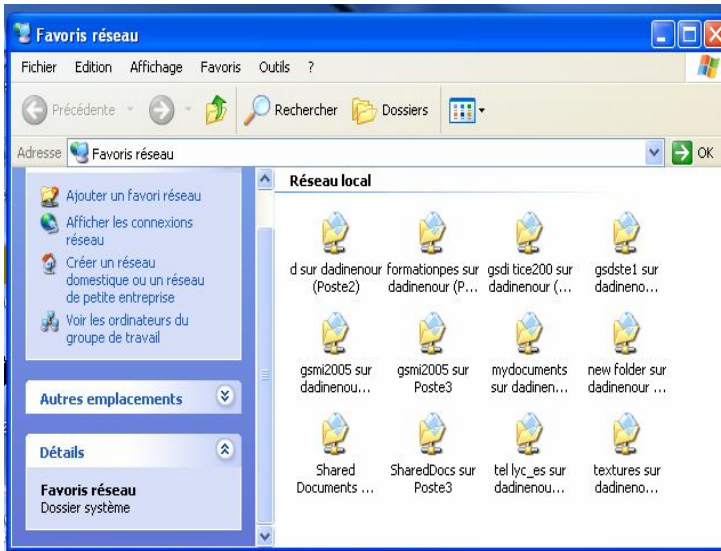 Favoris réseau
Fichier Edition Affichage Favoris Outils ?
Précédente Rechercher Dossiers
Adresse Favoris réseau OK
Ajouter un favori réseau
Afficher les connexions
réseau
Créer un réseau
domestique ou un réseau
de petite entreprise
Voir les ordinateurs du
groupe de travail
Autres emplacements
Détails
Favoris réseau
Dossier système
Réseau local
d sur dadinenour
(Poste2)
formationpes sur
dadinenour (P...
gsdi tice200 sur
dadinenour (...
gsdste1 sur
dadineno...
gsmi2005 sur
dadinenou...
gsmi2005 sur
Poste3
mydocuments
sur dadinen...
new folder sur
dadinenour ...
Shared
Documents ...
SharedDocs sur
Poste3
tel lyc_es sur
dadinenou...
textures sur
dadineno...